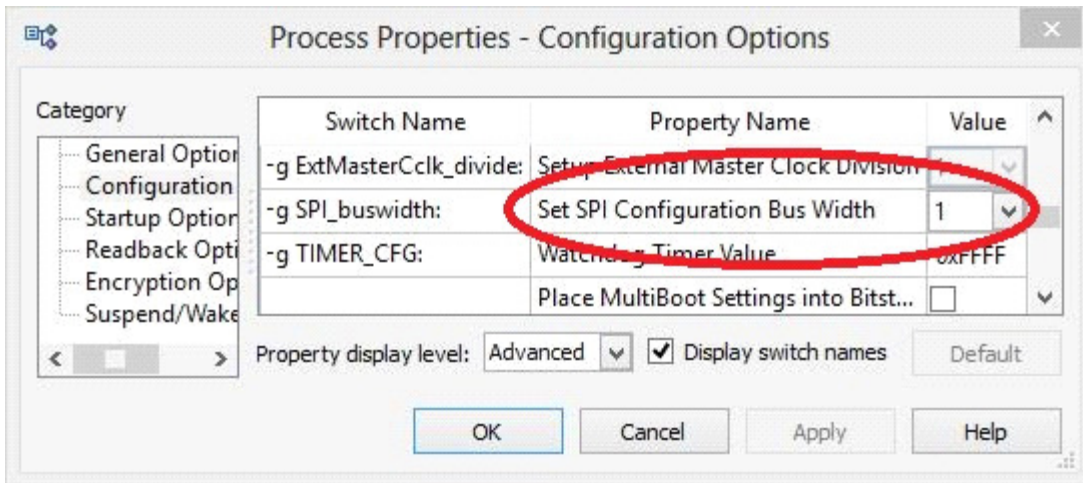 Process Properties - Configuration Options
Category
General Option
Configuration
Startup Option
Readback Opti
Encryption Op
Suspend/Wake
Switch Name Property Name Value
-g ExtMasterCclk_divide: Setup External Master Clock Division
-g SPI_buswidth: Set SPI Configuration Bus Width 1
-g TIMER_CFG: Watchdog Timer Value 0xFFFF
Place MultiBoot Settings into Bitst...
Property display level: Advanced Display switch names Default
OK Cancel Apply Help